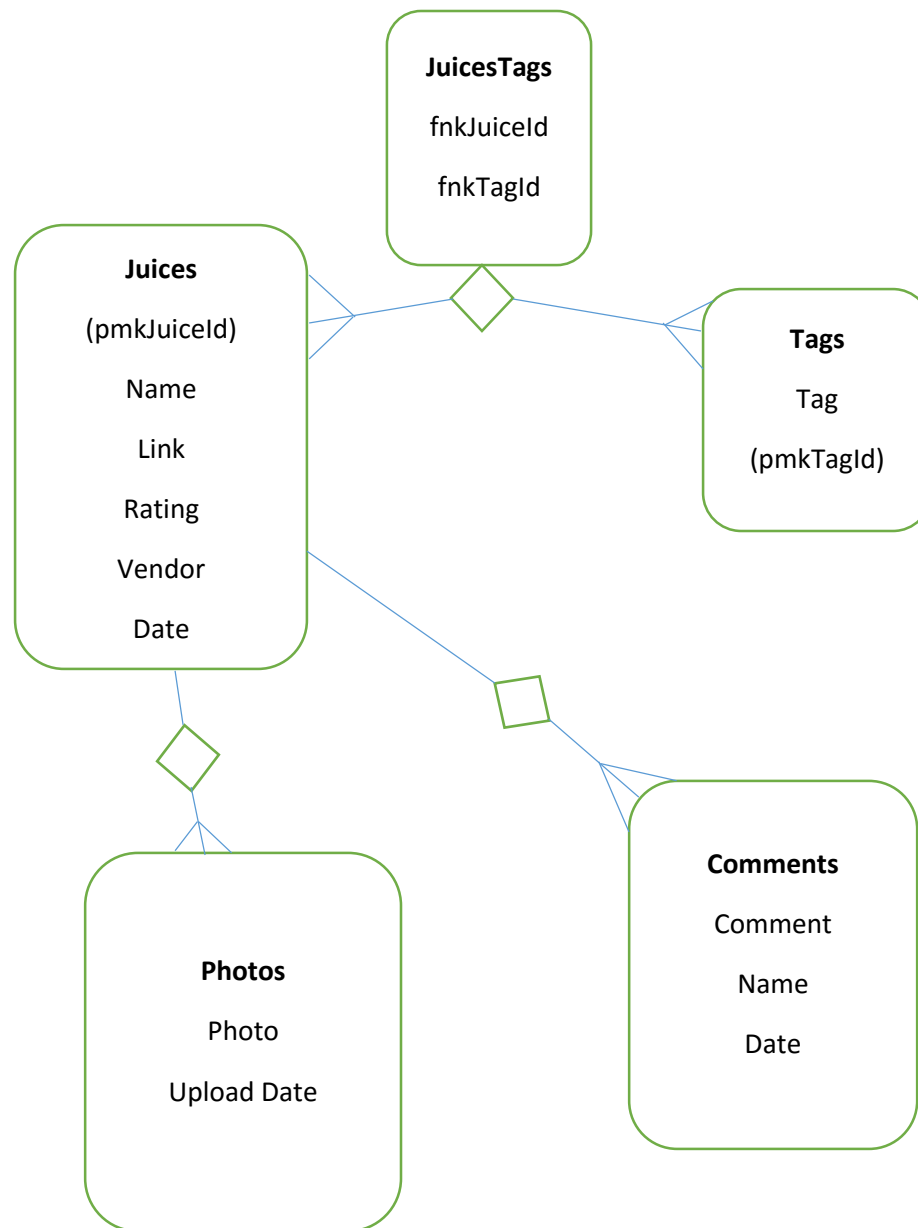 JuicesTags
fnkJuiceId
fnkTagId
Juices
(pmkJuiceId)
Name
Link
Rating
Vendor
Date
Tags
Tag
(pmkTagId)
Comments
Comment
Name
Date
Photos
Photo
Upload Date